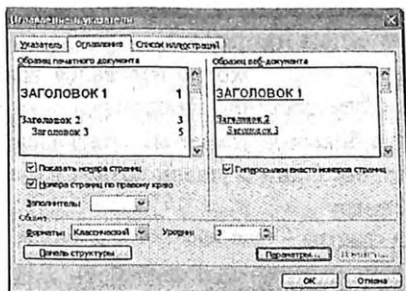 Оглавление и указатели
Указатель Оглавление Список иллюстраций
Образец печатного документа
Образец веб-документа
ЗАГОЛОВОК 1 1
ЗАГОЛОВОК 1
Заголовок 2 3
Заголовок 2
Заголовок 3 5
Заголовок 3
Показать номера страниц
Гиперссылки вместо номеров страниц
Номера страниц по правому краю
Заполнитель:
Общие
Форматы: Классический Уровни: 3
Панель структуры
Параметры...
ОК Отмена